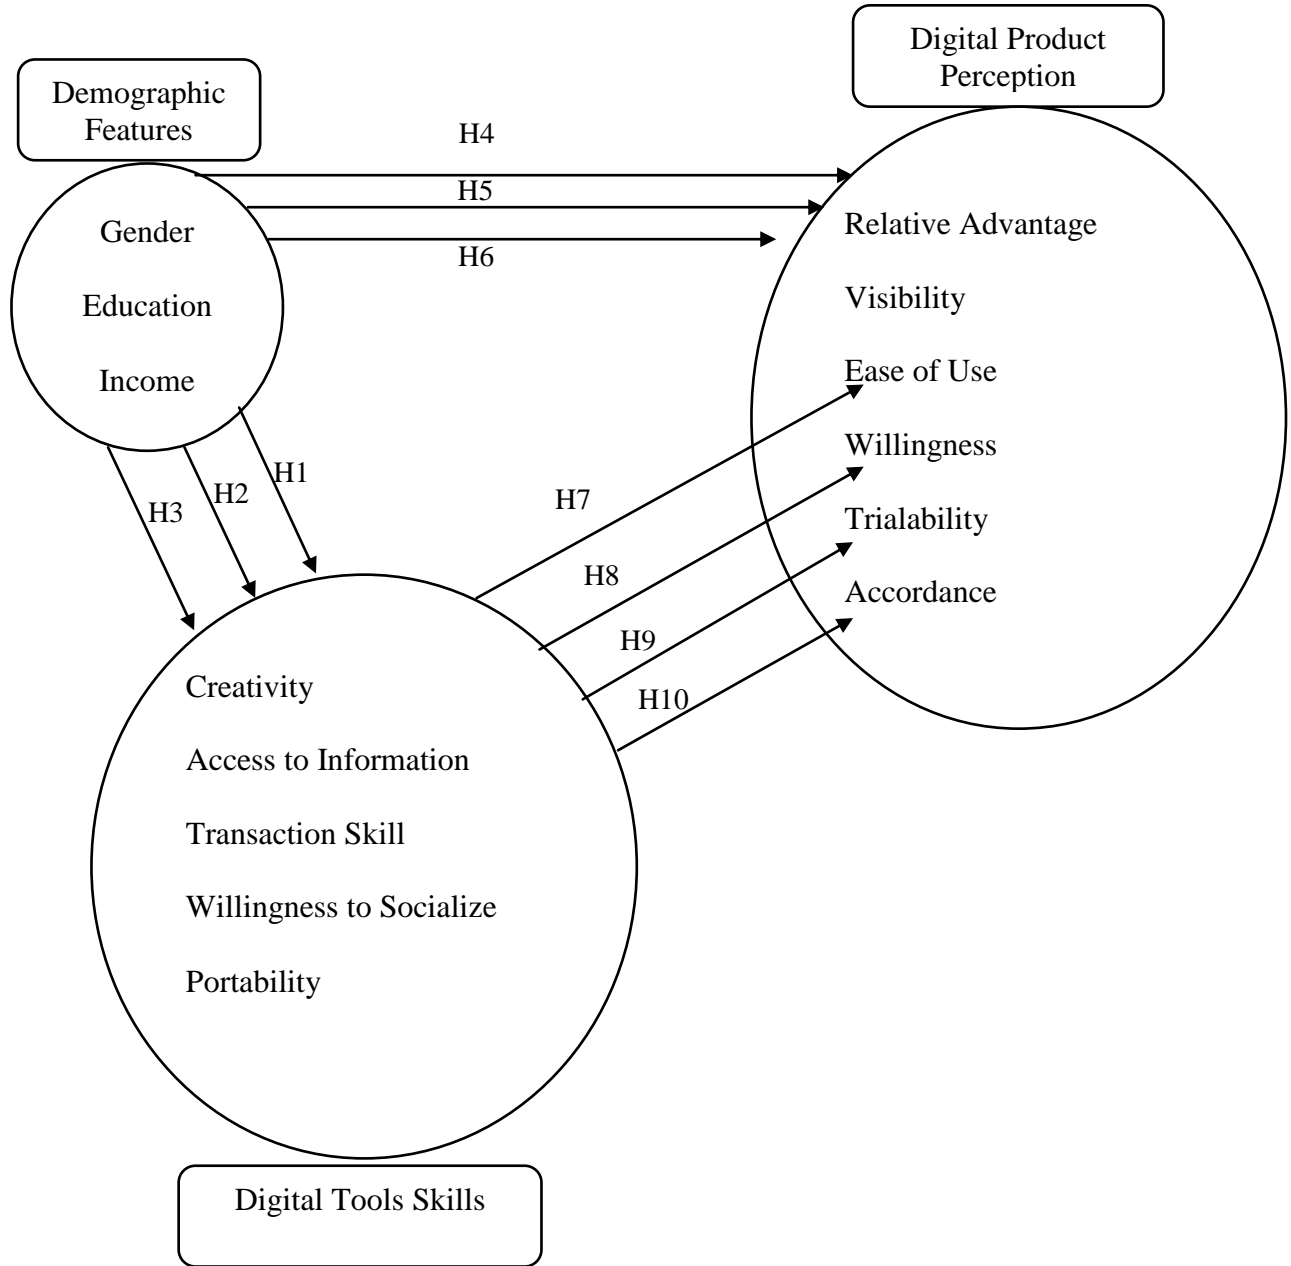 Demographic
Features
Digital Product
Perception
H4
H5
H6
Gender
Education
Income
Relative Advantage
Visibility
Ease of Use
Willingness
Trialability
Accordance
H1
H2
H3
H7
H8
H9
H10
Creativity
Access to Information
Transaction Skill
Willingness to Socialize
Portability
Digital Tools Skills